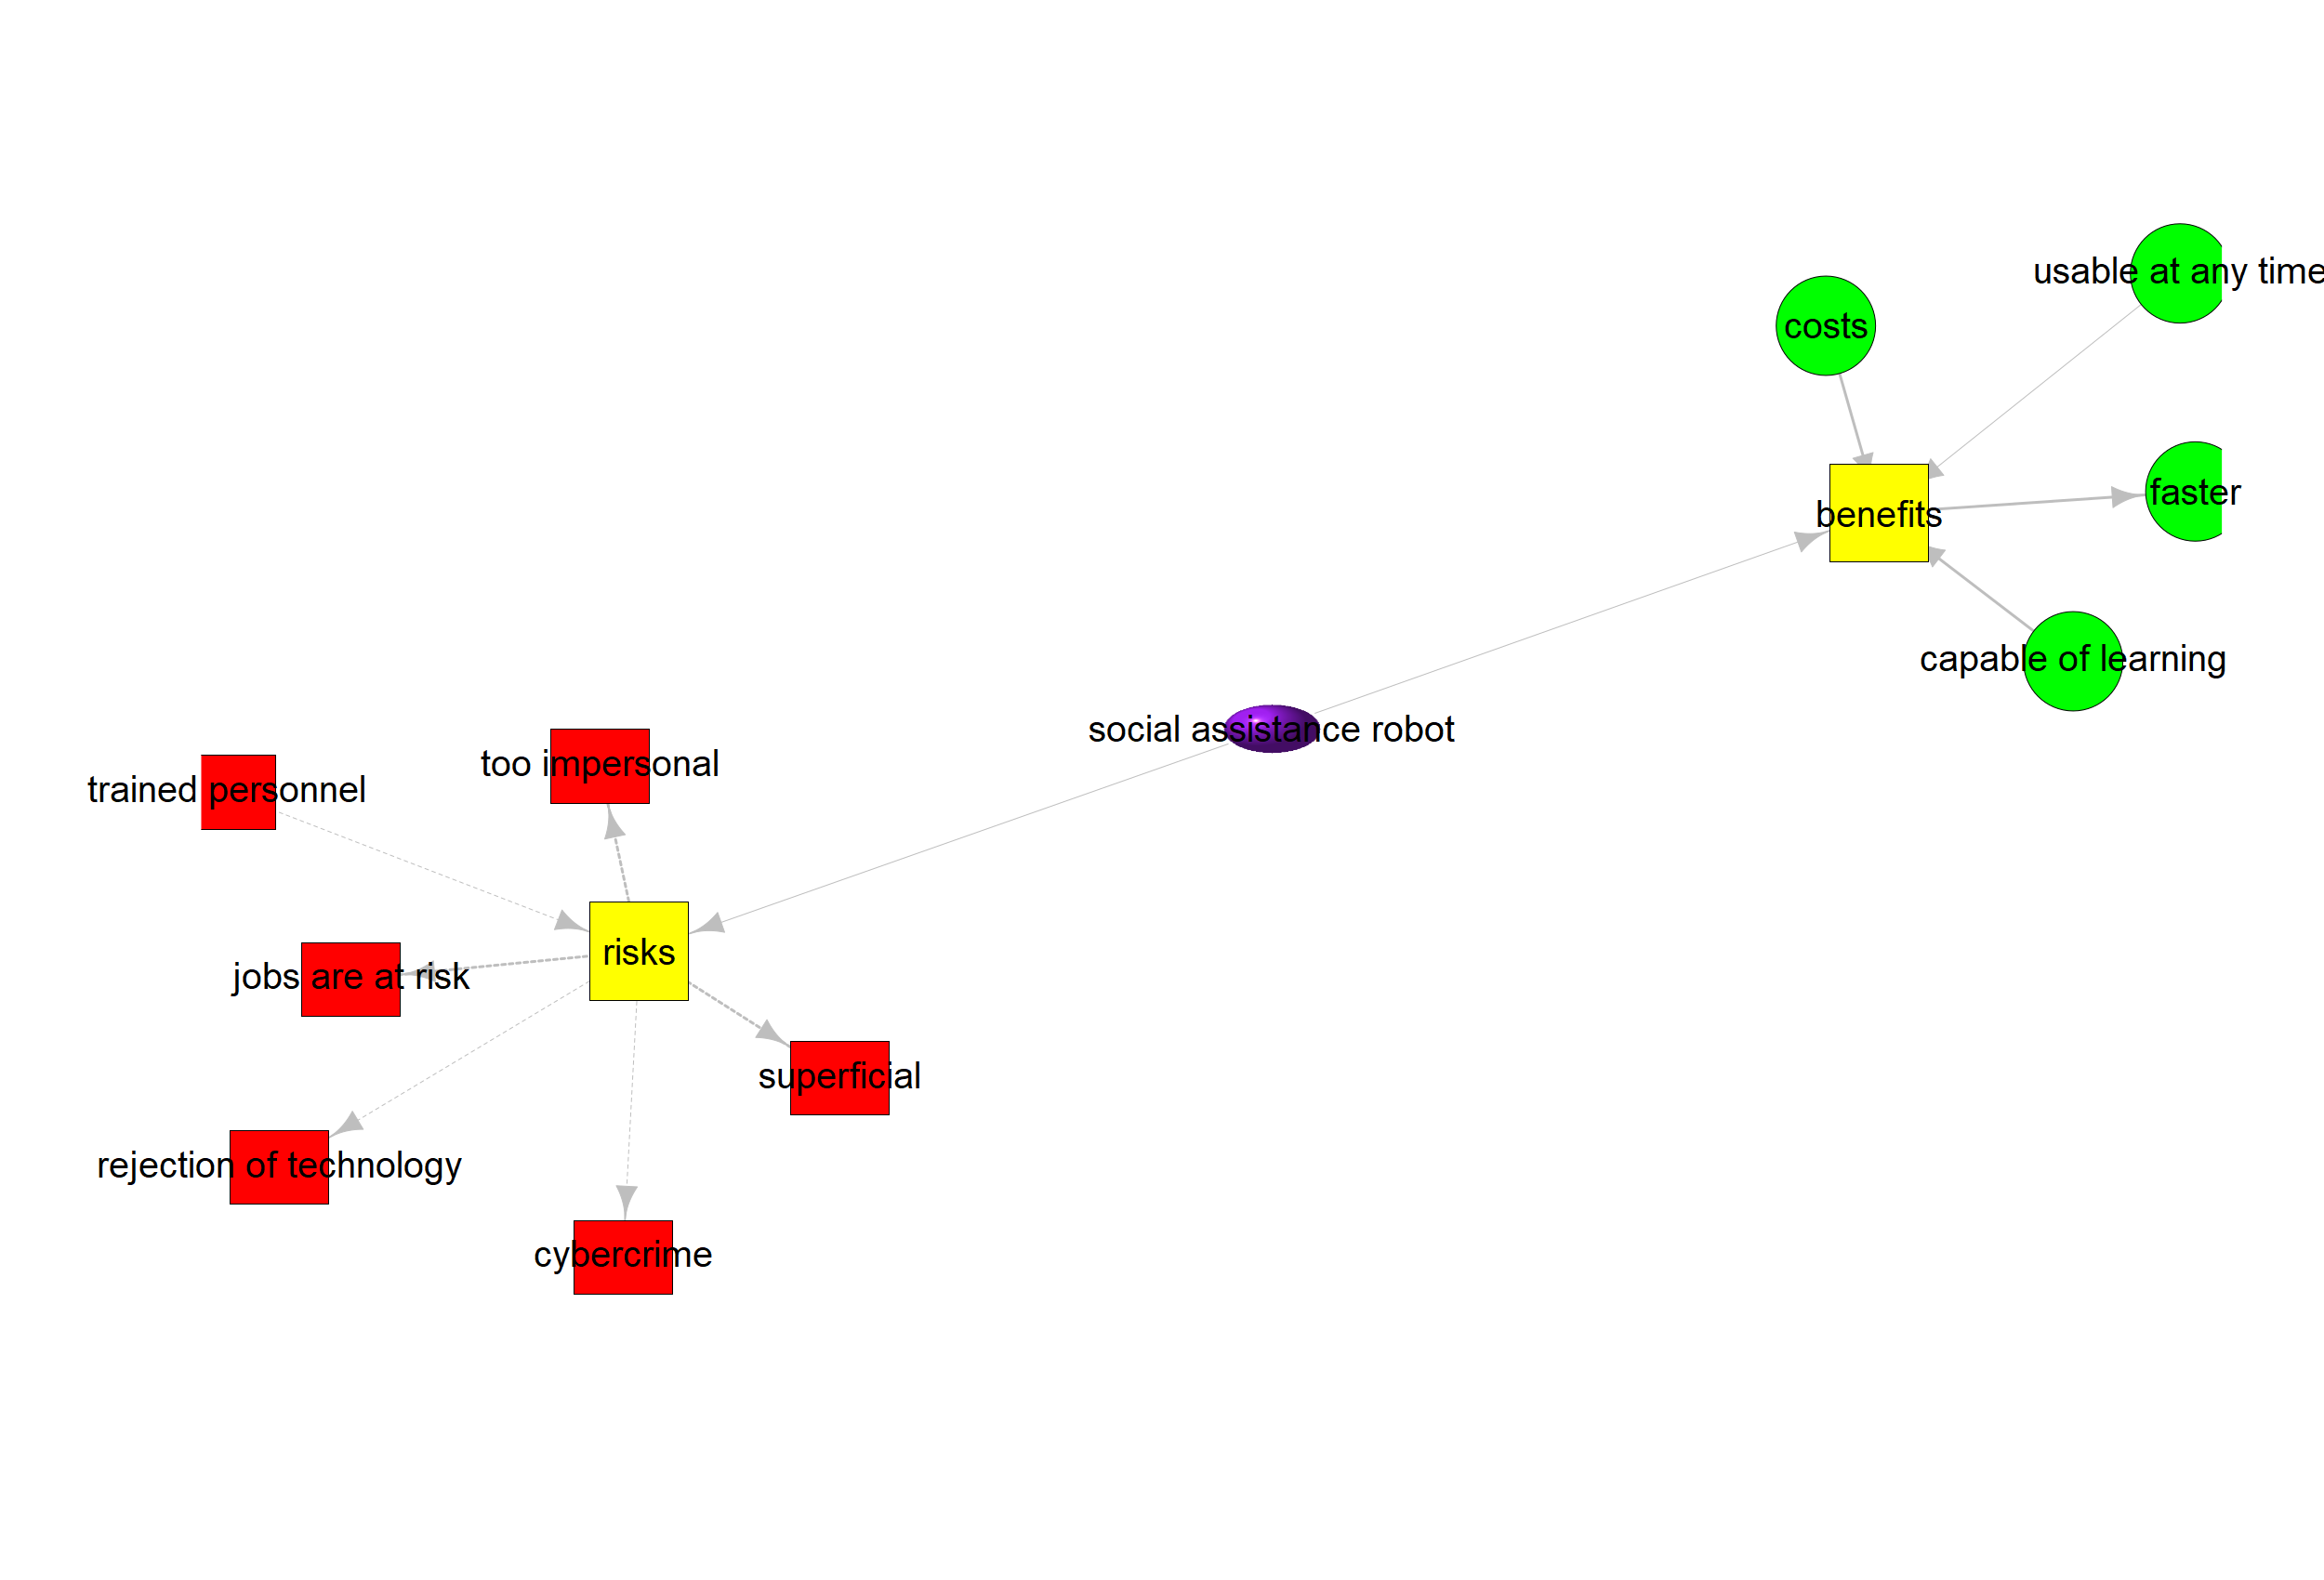 usable at any time
costs
faster
benefits
capable of learning
social assistance robot
too impersonal
trained personnel
risks
jobs are at risk
superficial
rejection of technology
cybercrime